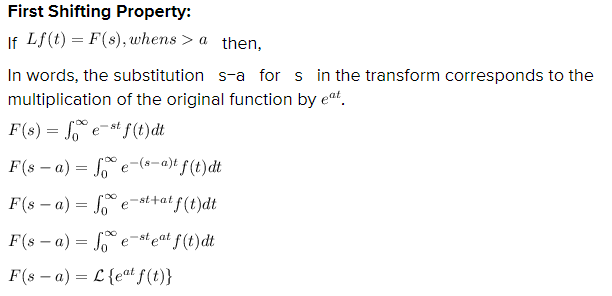 First Shifting Property:
If Lf(t) = F(s), whens > a then,
In words, the substitution s-a for s in the transform corresponds to the
multiplication of the original function by e^{at}.
F(s) = ∫_0^∞ e^{-st} f(t)dt
F(s − a) = ∫_0^∞ e^{-(s-a)t} f(t)dt
F(s − a) = ∫_0^∞ e^{-st+at} f(t)dt
F(s − a) = ∫_0^∞ e^{-st} e^{at} f(t)dt
F(s − a) = ℒ {e^{at} f(t)}